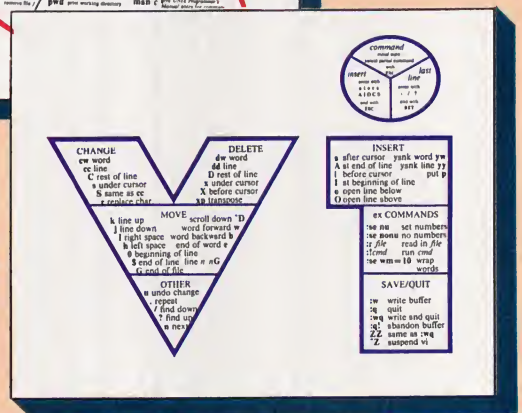 remove file
pwd print working directory
man c
command
insert
last line
CHANGE
cw word
cc line
C rest of line
s under cursor
S same as cc
r replace char.
DELETE
dw word
dd line
D rest of line
x under cursor
X before cursor
xp transpose
MOVE
k line up
j line down
l right space
h left space
0 beginning of line
$ end of line
G end of file
scroll down ^D
word forward w
word backward b
end of word e
line n nG
OTHER
u undo change
. repeat
/ find down
? find up
n next
INSERT
a after cursor yank word yw
A at end of line yank line yy
i before cursor put p
I at beginning of line
o open line below
O open line above
ex COMMANDS
:se nu set numbers
:se nonu no numbers
:r file read in file
:!cmd run cmd
:se wm=10 wrap
words
SAVE/QUIT
:w write buffer
:q quit
:wq write and quit
:q! abandon buffer
ZZ same as :wq
^Z suspend vi